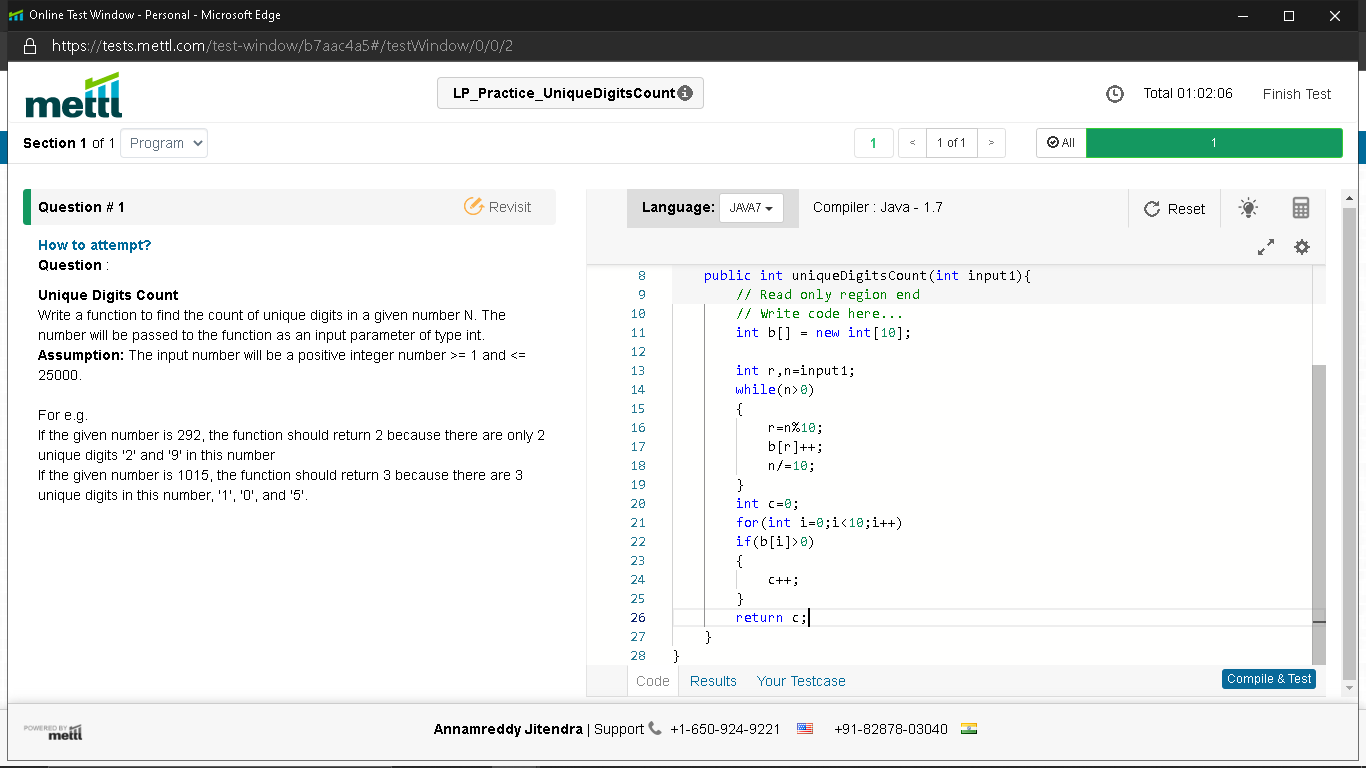 Online Test Window - Personal - Microsoft Edge
https://tests.mettl.com/test-window/b7aac4a5#/testWindow/0/0/2
mettl
LP_Practice_UniqueDigitsCount
Total 01:02:06
Finish Test
Section 1 of 1
Program
1
<
1 of 1
>
All
1
Question # 1
Revisit
How to attempt?
Question :
Unique Digits Count
Write a function to find the count of unique digits in a given number N. The
number will be passed to the function as an input parameter of type int.
Assumption: The input number will be a positive integer number >= 1 and <=
25000.
For e.g.
If the given number is 292, the function should return 2 because there are only 2
unique digits '2' and '9' in this number
If the given number is 1015, the function should return 3 because there are 3
unique digits in this number, '1', '0', and '5'.
Language: JAVA7
Compiler : Java - 1.7
Reset
8 public int uniqueDigitsCount(int input1){
9 // Read only region end
10 // Write code here...
11 int b[] = new int[10];
12
13 int r,n=input1;
14 while(n>0)
15 {
16 r=n%10;
17 b[r]++;
18 n/=10;
19 }
20 int c=0;
21 for(int i=0;i<10;i++)
22 if(b[i]>0)
23 {
24 c++;
25 }
26 return c;
27 }
28 }
Code
Results
Your Testcase
Compile & Test
POWERED BY
mettl
Annamreddy Jitendra | Support +1-650-924-9221 +91-82878-03040